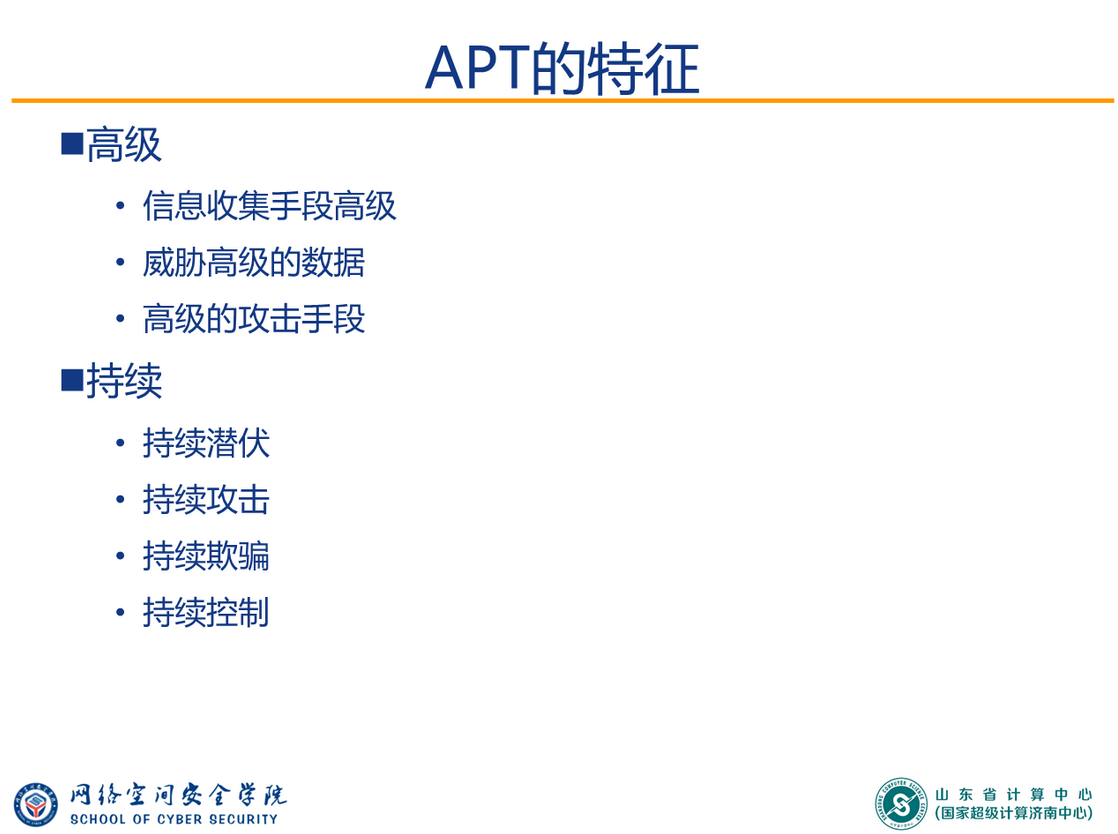 APT的特征
■高级
• 信息收集手段高级
• 威胁高级的数据
• 高级的攻击手段
■持续
• 持续潜伏
• 持续攻击
• 持续欺骗
• 持续控制
网络空间安全学院
SCHOOL OF CYBER SECURITY
山东省计算中心
(国家超级计算济南中心)